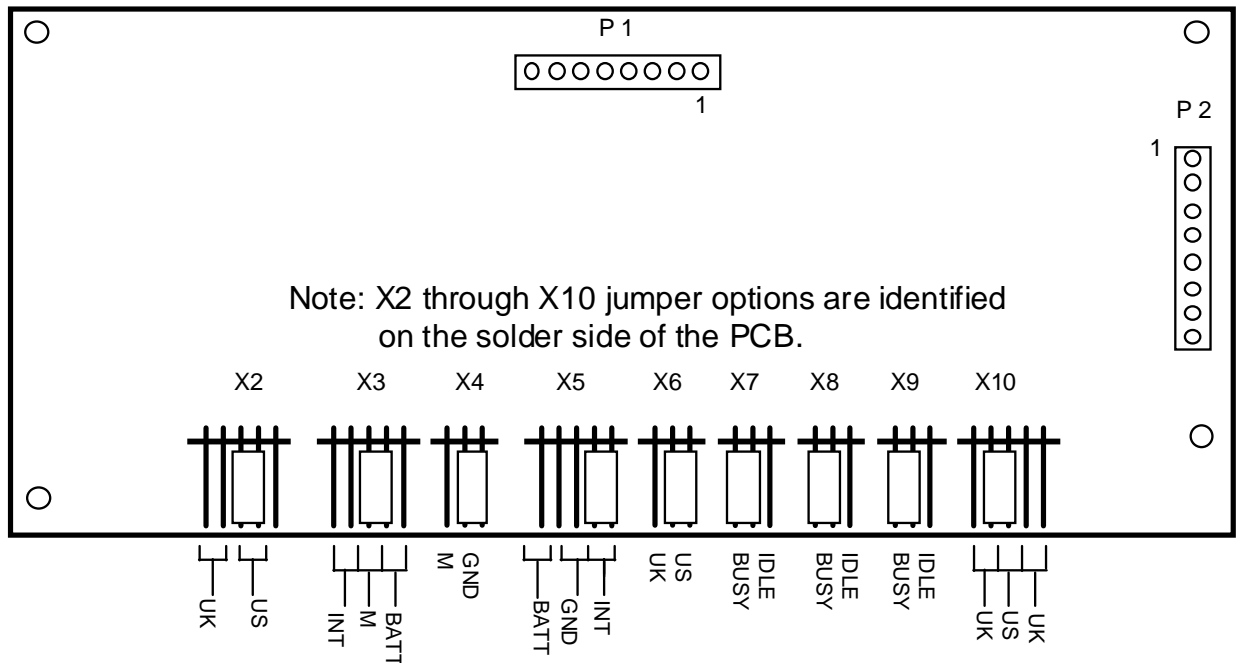 P 1
1
P 2
1
Note: X2 through X10 jumper options are identified
on the solder side of the PCB.
X2 X3 X4 X5 X6 X7 X8 X9 X10
UK US
INT M BATT
M GND
BATT GND INT
UK US
BUSY IDLE
BUSY IDLE
BUSY IDLE
UK US UK